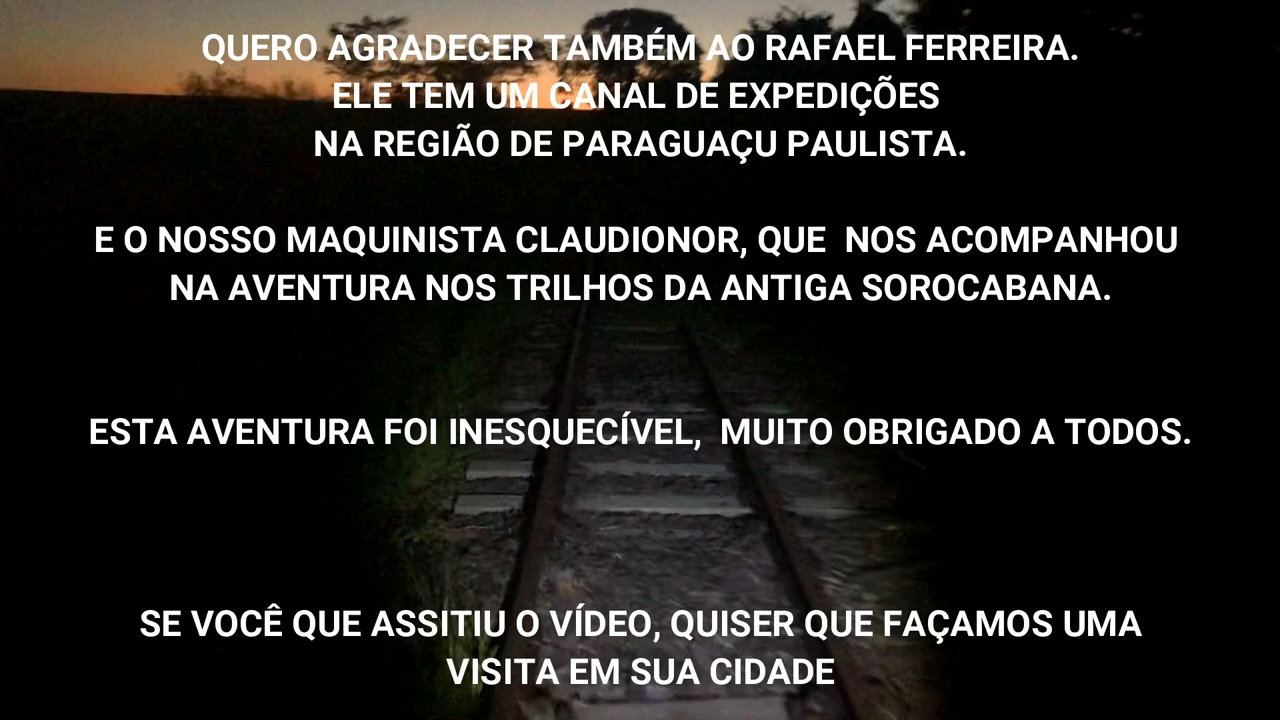 QUERO AGRADECER TAMBÉM AO RAFAEL FERREIRA.
ELE TEM UM CANAL DE EXPEDIÇÕES
NA REGIÃO DE PARAGUAÇU PAULISTA.
E O NOSSO MAQUINISTA CLAUDIONOR, QUE  NOS ACOMPANHOU
NA AVENTURA NOS TRILHOS DA ANTIGA SOROCABANA.
ESTA AVENTURA FOI INESQUECÍVEL,  MUITO OBRIGADO A TODOS.
SE VOCÊ QUE ASSITIU O VÍDEO, QUISER QUE FAÇAMOS UMA
VISITA EM SUA CIDADE